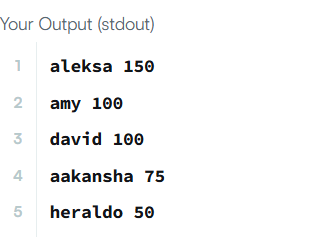 Your Output (stdout)
1 aleksa 150
2 amy 100
3 david 100
4 aakansha 75
5 heraldo 50